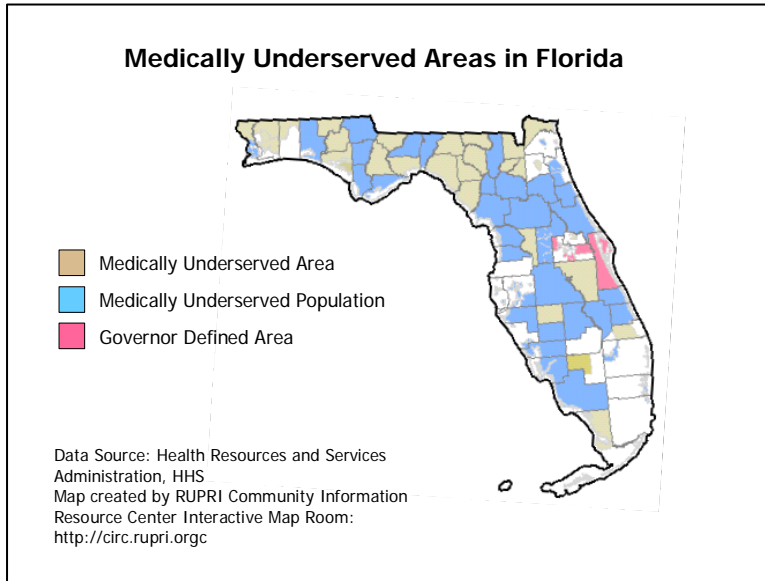 Medically Underserved Areas in Florida
Medically Underserved Area
Medically Underserved Population
Governor Defined Area
Data Source: Health Resources and Services
Administration, HHS
Map created by RUPRI Community Information
Resource Center Interactive Map Room:
http://circ.rupri.orgc